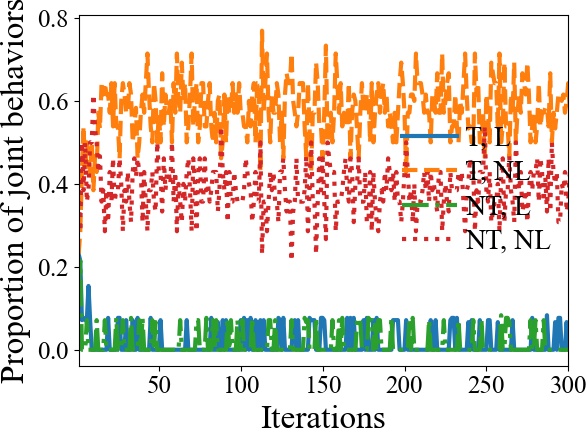 Proportion of joint behaviors
0.8
0.6
0.4
0.2
0.0
T, L
T, NL
NT, L
NT, NL
50
100
150
200
250
300
Iterations